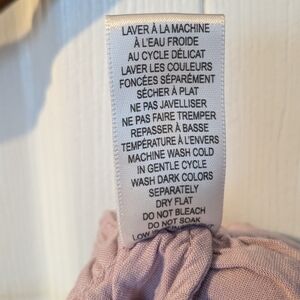 LAVER À LA MACHINE
À L'EAU FROIDE
AU CYCLE DÉLICAT
LAVER LES COULEURS
FONCÉES SÉPARÉMENT
SÉCHER À PLAT
NE PAS JAVELLISER
NE PAS FAIRE TREMPER
REPASSER À BASSE
TEMPÉRATURE À L'ENVERS
MACHINE WASH COLD
IN GENTLE CYCLE
WASH DARK COLORS
SEPARATELY
DRY FLAT
DO NOT BLEACH
DO NOT SOAK
LOW